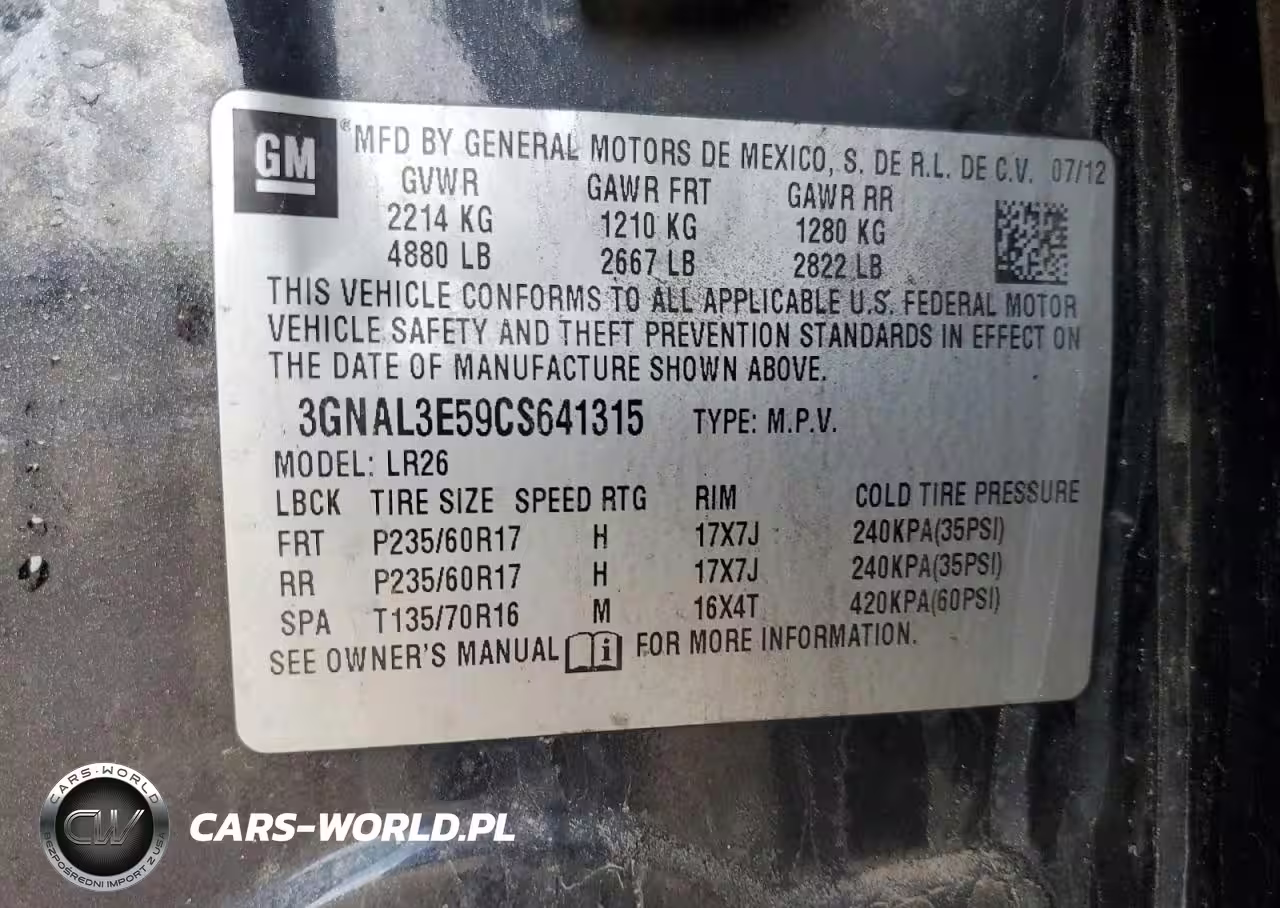 GM
®MFD BY GENERAL MOTORS DE MEXICO, S. DE R.L. DE C.V. 07/12
GVWR GAWR FRT GAWR RR
2214 KG 1210 KG 1280 KG
4880 LB 2667 LB 2822 LB
THIS VEHICLE CONFORMS TO ALL APPLICABLE U.S. FEDERAL MOTOR
VEHICLE SAFETY AND THEFT PREVENTION STANDARDS IN EFFECT ON
THE DATE OF MANUFACTURE SHOWN ABOVE.
3GNAL3E59CS641315 TYPE: M.P.V.
MODEL: LR26
LBCK TIRE SIZE SPEED RTG RIM COLD TIRE PRESSURE
FRT P235/60R17 H 17X7J 240KPA(35PSI)
RR P235/60R17 H 17X7J 240KPA(35PSI)
SPA T135/70R16 M 16X4T 420KPA(60PSI)
SEE OWNER'S MANUAL i FOR MORE INFORMATION.
CARS-WORLD
CW
BEZPOŚREDNI IMPORT Z USA
CARS-WORLD.PL